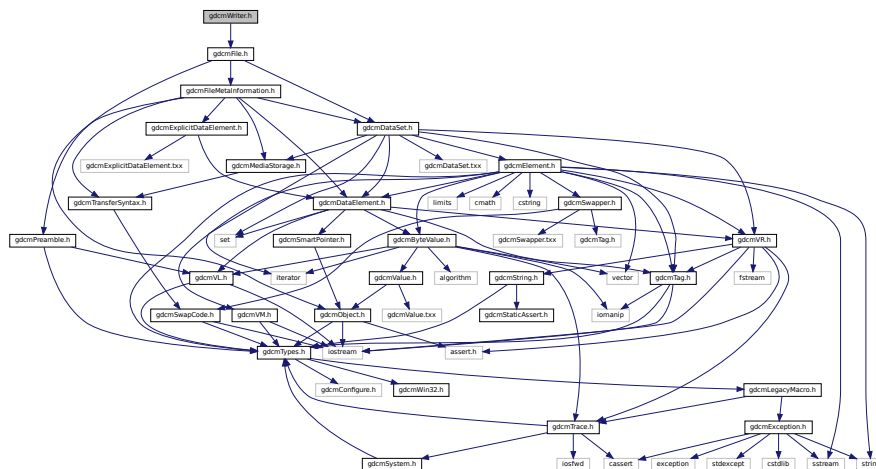 gdcmWriter.h
gdcmFile.h
gdcmFileMetaInformation.h
gdcmExplicitDataElement.h
gdcmDataSet.h
gdcmExplicitDataElement.txx
gdcmMediaStorage.h
gdcmDataSet.txx
gdcmElement.h
gdcmTransferSyntax.h
gdcmDataElement.h
limits
cmath
cstring
gdcmSwapper.h
gdcmPreamble.h
set
gdcmSmartPointer.h
gdcmByteValue.h
gdcmSwapper.txx
gdcmTag.h
gdcmVR.h
gdcmVL.h
iterator
gdcmValue.h
algorithm
gdcmString.h
vector
gdcmTag.h
fstream
gdcmSwapCode.h
gdcmVM.h
gdcmObject.h
gdcmValue.txx
gdcmStaticAssert.h
iomanip
gdcmTypes.h
iostream
assert.h
gdcmConfigure.h
gdcmWin32.h
gdcmLegacyMacro.h
gdcmTrace.h
gdcmException.h
gdcmSystem.h
iosfwd
cassert
exception
stdexcept
cstdlib
sstream